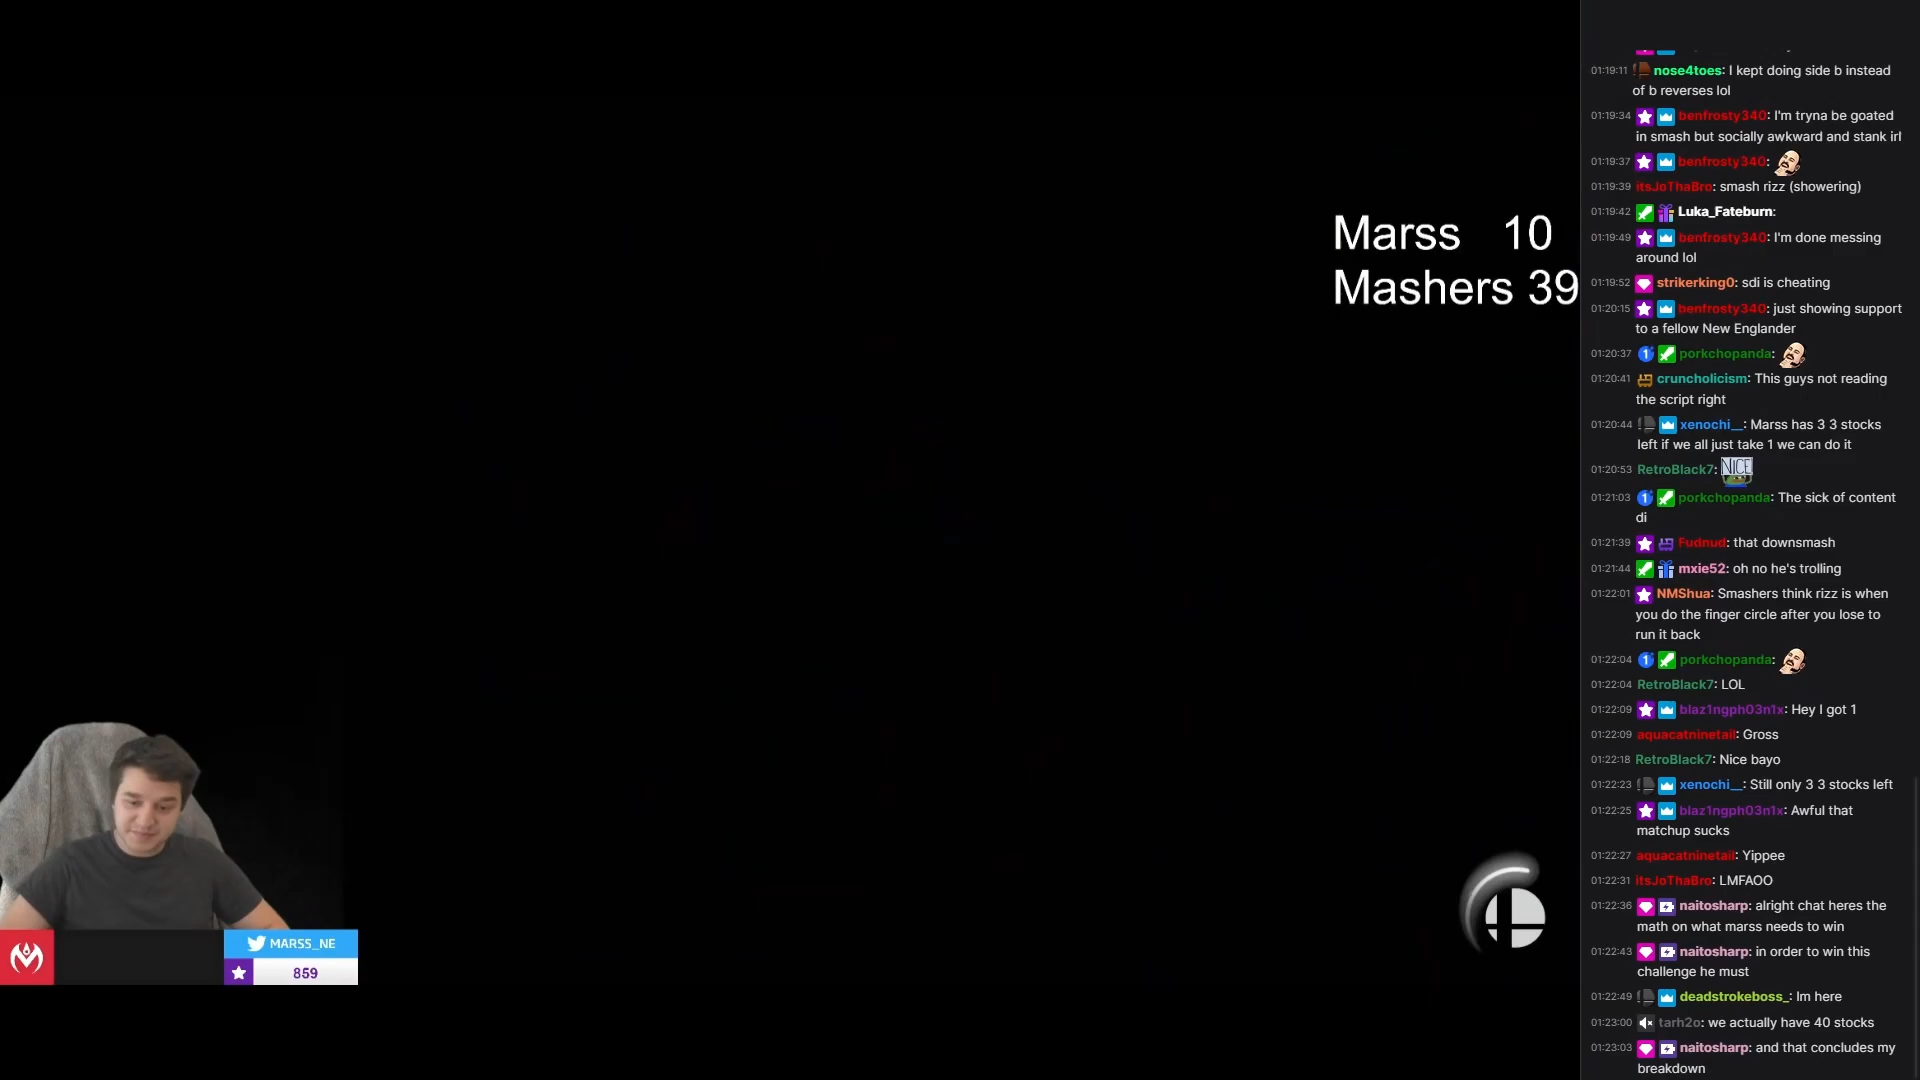 Marss 10
Mashers 39
MARSS_NE
859
01:19:11 nose4toes: I kept doing side b instead
of b reverses lol
01:19:34 benfrosty340: I'm tryna be goated
in smash but socially awkward and stank irl
01:19:37 benfrosty340:
01:19:39 itsJoThaBro: smash rizz (showering)
01:19:42 Luka_Fateburn:
01:19:49 benfrosty340: I'm done messing
around lol
01:19:52 strikerking0: sdi is cheating
01:20:15 benfrosty340: just showing support
to a fellow New Englander
01:20:37 porkchopanda:
01:20:41 cruncholicism: This guys not reading
the script right
01:20:44 xenochi__: Marss has 3 3 stocks
left if we all just take 1 we can do it
01:20:53 RetroBlack7: NICE
01:21:03 porkchopanda: The sick of content
di
01:21:39 Fudnud: that downsmash
01:21:44 mxie52: oh no he's trolling
01:22:01 NMShua: Smashers think rizz is when
you do the finger circle after you lose to
run it back
01:22:04 porkchopanda:
01:22:04 RetroBlack7: LOL
01:22:09 blaz1ngph03n1x: Hey I got 1
01:22:09 aquacatninetail: Gross
01:22:18 RetroBlack7: Nice bayo
01:22:23 xenochi__: Still only 3 3 stocks left
01:22:25 blaz1ngph03n1x: Awful that
matchup sucks
01:22:27 aquacatninetail: Yippee
01:22:31 itsJoThaBro: LMFAOO
01:22:36 naitosharp: alright chat heres the
math on what marss needs to win
01:22:43 naitosharp: in order to win this
challenge he must
01:22:49 deadstrokeboss_: Im here
01:23:00 tarh2o: we actually have 40 stocks
01:23:03 naitosharp: and that concludes my
breakdown